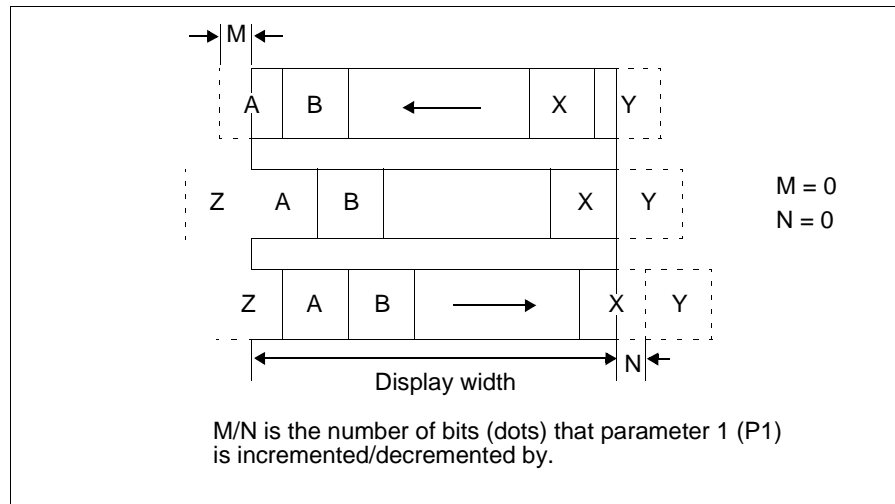 M
A B X Y
Z A B X Y
M = 0
N = 0
Z A B X Y
N
Display width
M/N is the number of bits (dots) that parameter 1 (P1)
is incremented/decremented by.